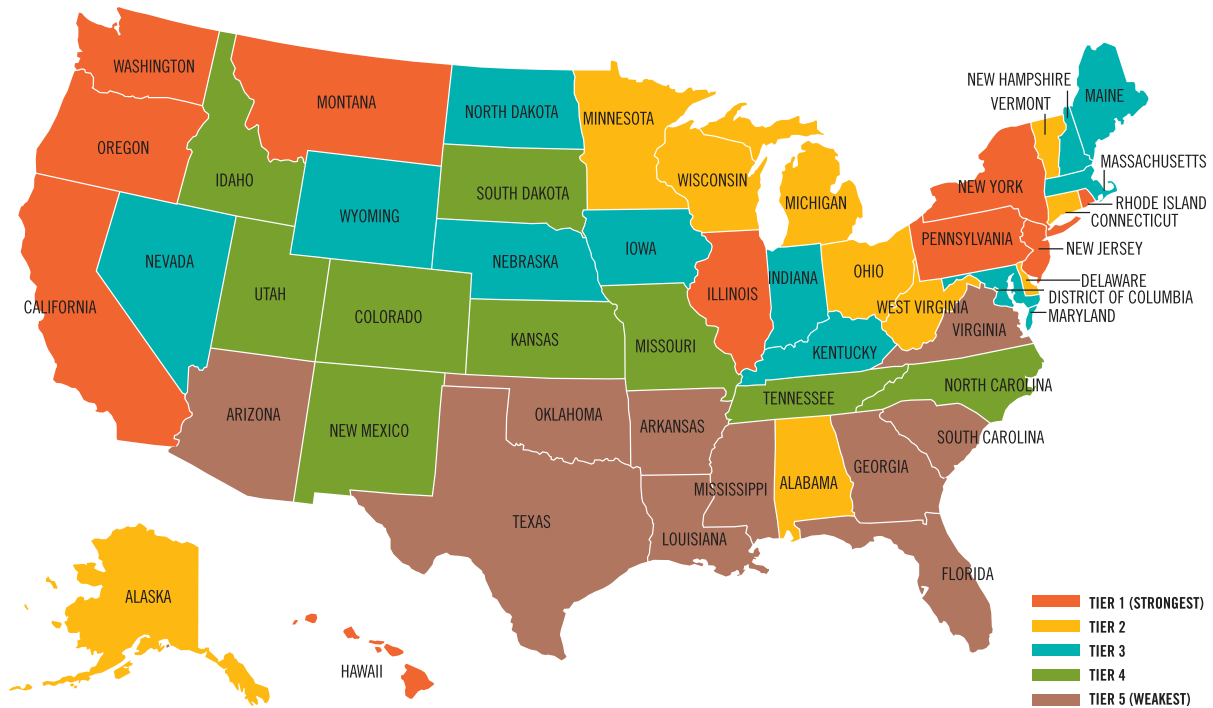 WASHINGTON
MONTANA
OREGON
IDAHO
NORTH DAKOTA
MINNESOTA
NEW HAMPSHIRE
VERMONT
MAINE
MASSACHUSETTS
SOUTH DAKOTA
WISCONSIN
MICHIGAN
NEW YORK
RHODE ISLAND
CONNECTICUT
WYOMING
NEVADA
NEBRASKA
IOWA
PENNSYLVANIA
NEW JERSEY
CALIFORNIA
UTAH
COLORADO
ILLINOIS
INDIANA
OHIO
WEST VIRGINIA
DELAWARE
DISTRICT OF COLUMBIA
MARYLAND
KANSAS
MISSOURI
KENTUCKY
VIRGINIA
ARIZONA
NEW MEXICO
OKLAHOMA
ARKANSAS
TENNESSEE
NORTH CAROLINA
SOUTH CAROLINA
TEXAS
LOUISIANA
MISSISSIPPI
ALABAMA
GEORGIA
FLORIDA
ALASKA
HAWAII
TIER 1 (STRONGEST)
TIER 2
TIER 3
TIER 4
TIER 5 (WEAKEST)